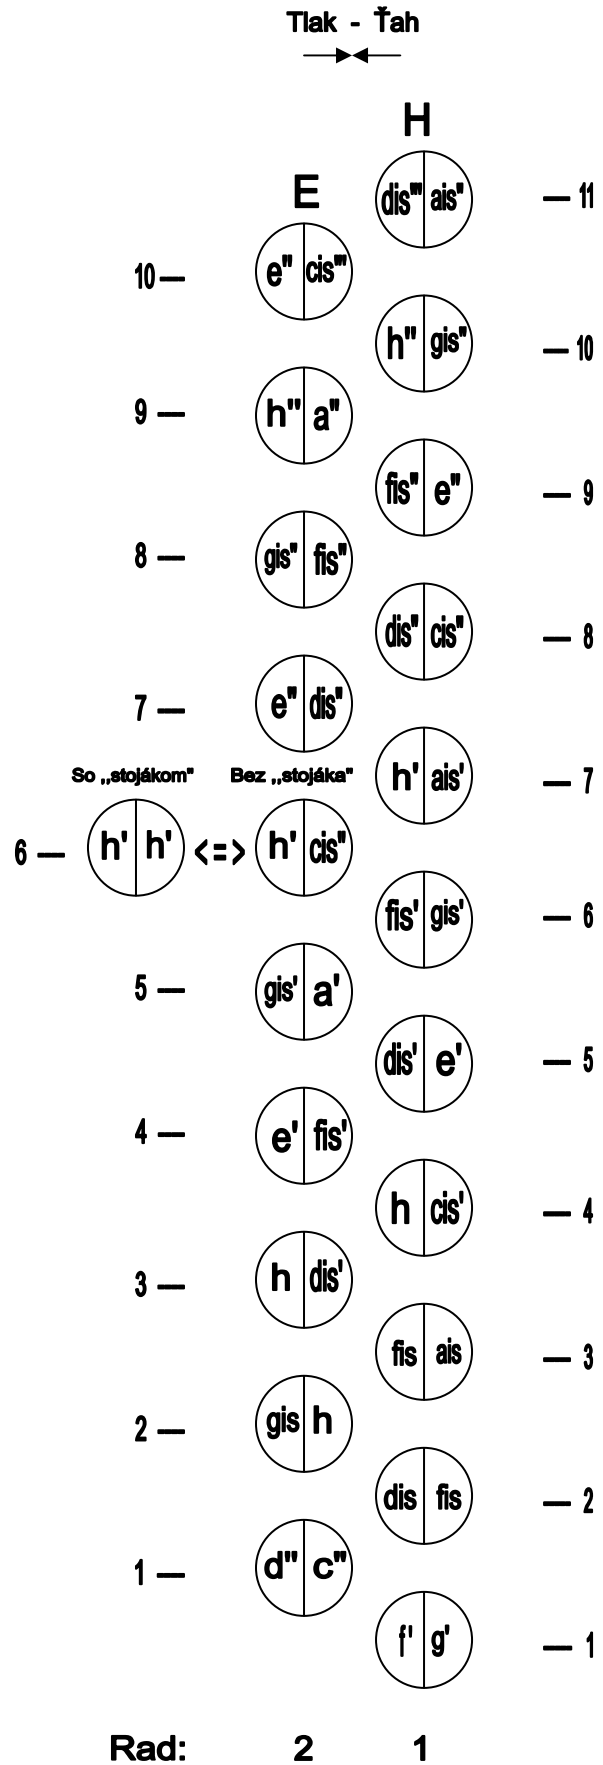 Tlak - Ťah
H
dis''' ais'' — 11
E
10 — e'' cis'''
h'' gis'' — 10
9 — h'' a''
fis'' e'' — 9
8 — gis'' fis''
dis'' cis'' — 8
7 — e'' dis''
So ,,stojákom" Bez ,,stojáka"
h' ais' — 7
6 — h' h' <=> h' cis''
fis' gis' — 6
5 — gis' a'
dis' e' — 5
4 — e' fis'
h cis' — 4
3 — h dis'
fis ais — 3
2 — gis h
dis fis — 2
1 — d'' c''
f' g' — 1
Rad: 2 1